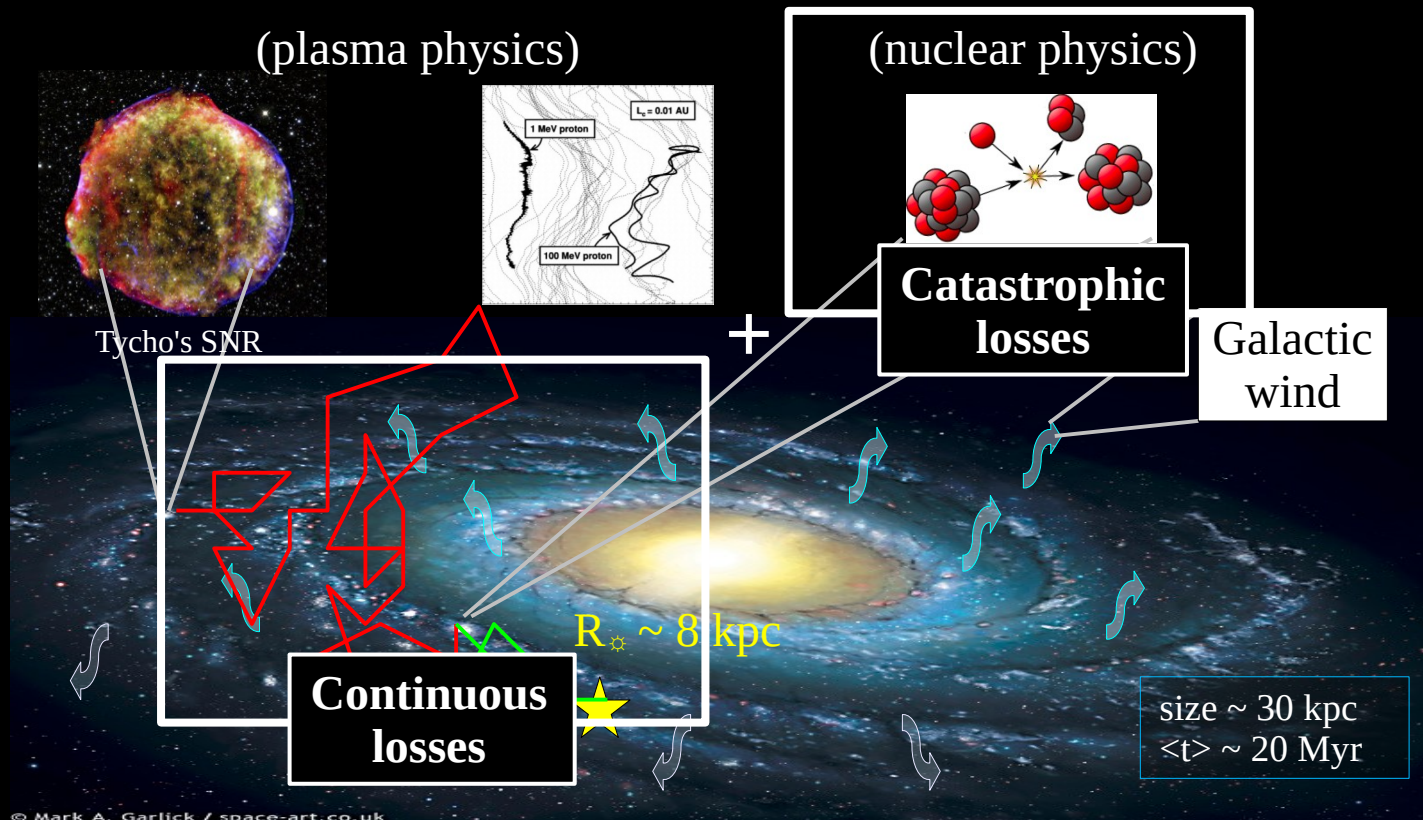 (plasma physics)
(nuclear physics)
L_c = 0.01 AU
1 MeV proton
100 MeV proton
Catastrophic
losses
Tycho's SNR
+
Galactic
wind
R☼ ~ 8 kpc
Continuous
losses
size ~ 30 kpc
<t> ~ 20 Myr
© Mark A. Garlick / space-art.co.uk